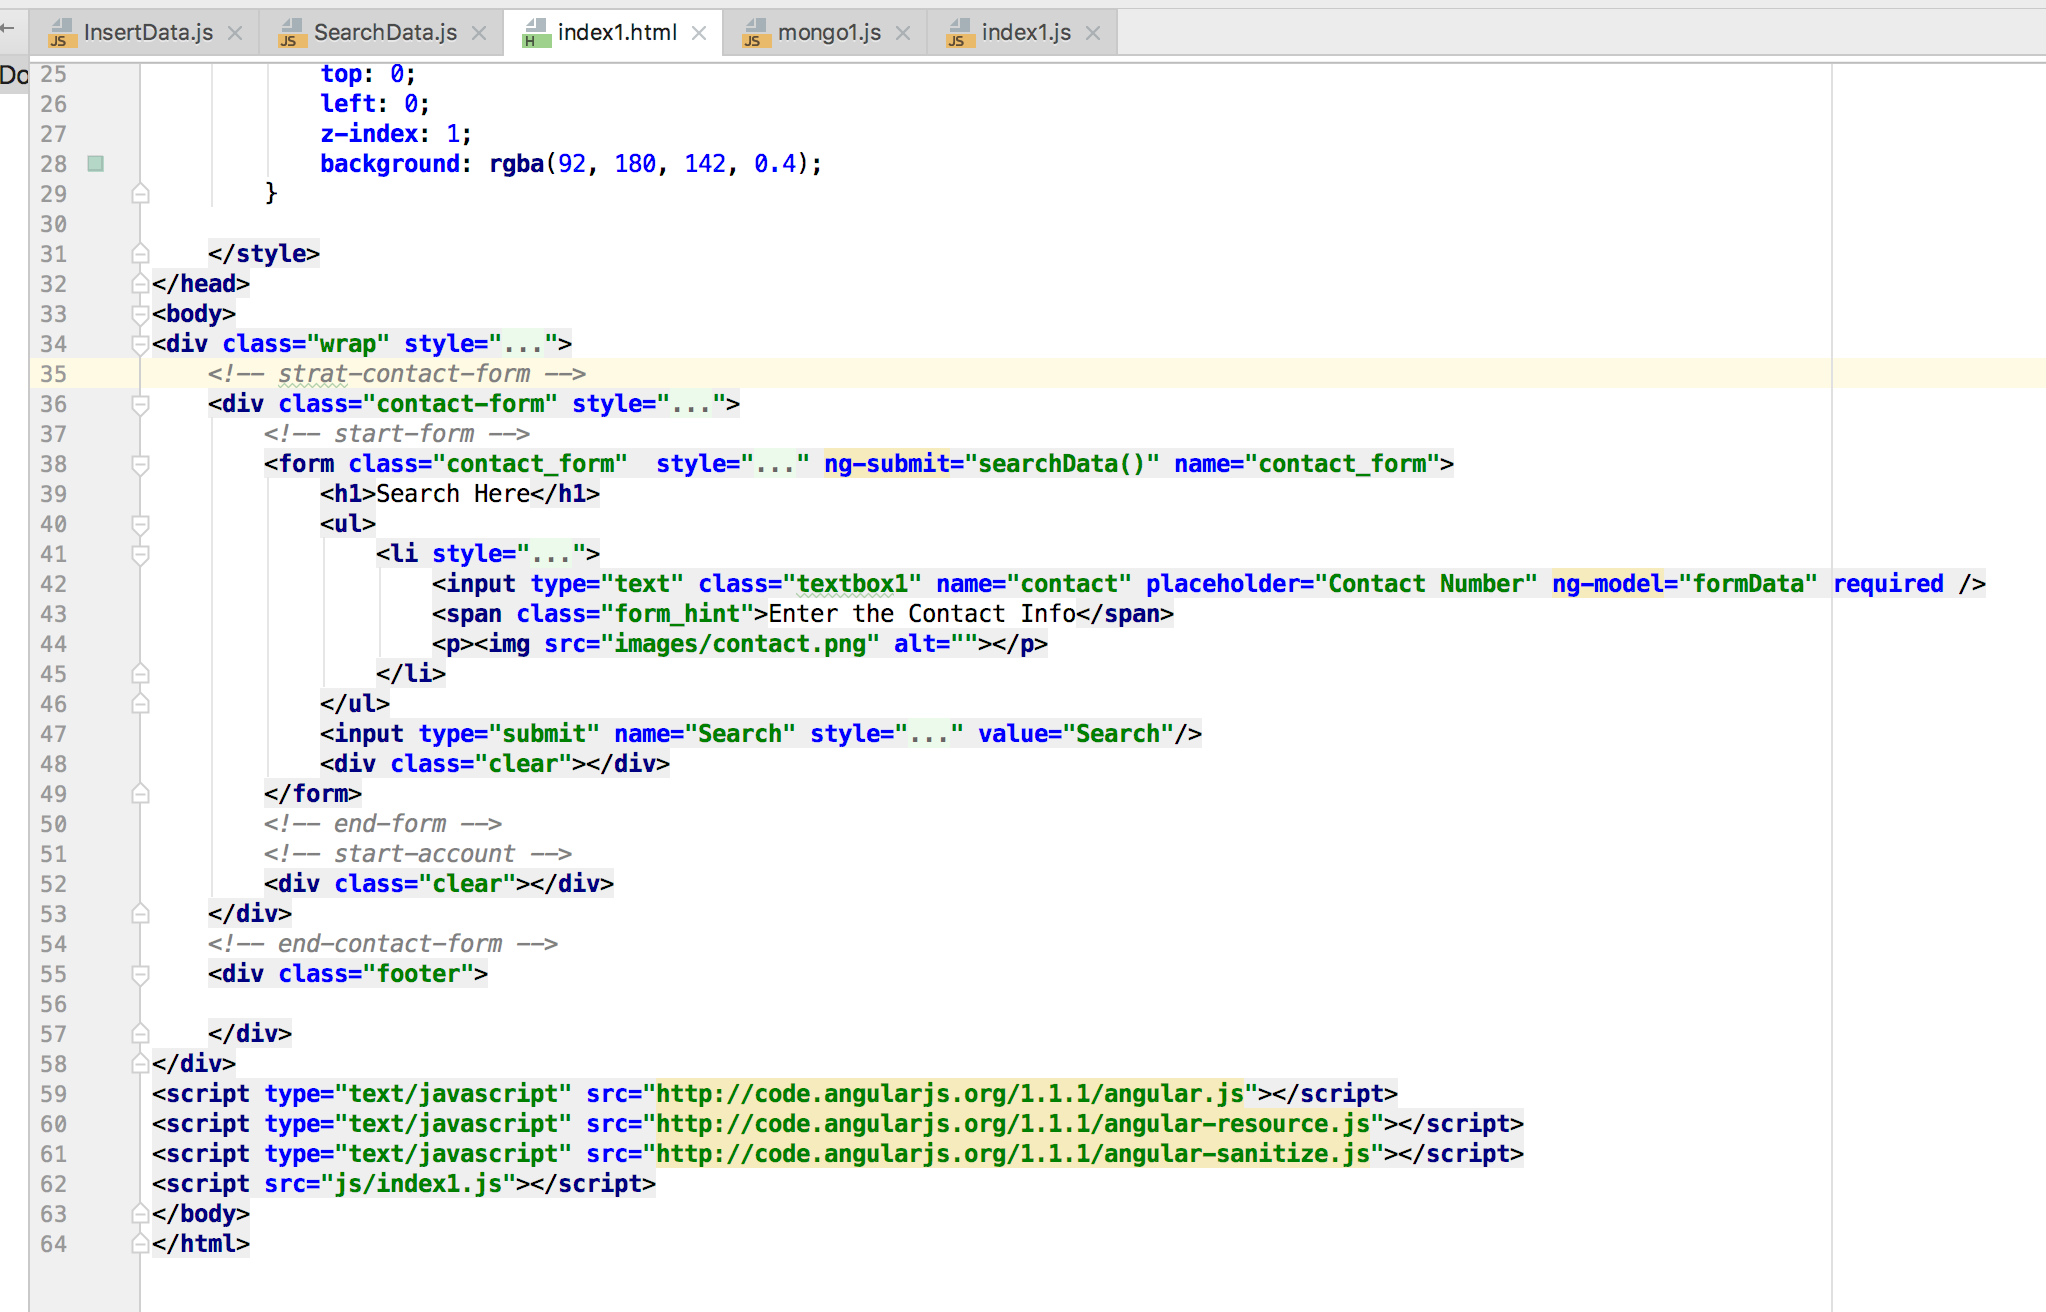 InsertData.js SearchData.js index1.html mongo1.js index1.js
Do
25 top: 0;
26 left: 0;
27 z-index: 1;
28 background: rgba(92, 180, 142, 0.4);
29 }
30
31 </style>
32 </head>
33 <body>
34 <div class="wrap" style="...">
35 <!-- strat-contact-form -->
36 <div class="contact-form" style="...">
37 <!-- start-form -->
38 <form class="contact_form"  style="..." ng-submit="searchData()" name="contact_form">
39 <h1>Search Here</h1>
40 <ul>
41 <li style="...">
42 <input type="text" class="textbox1" name="contact" placeholder="Contact Number" ng-model="formData" required />
43 <span class="form_hint">Enter the Contact Info</span>
44 <p><img src="images/contact.png" alt=""></p>
45 </li>
46 </ul>
47 <input type="submit" name="Search" style="..." value="Search"/>
48 <div class="clear"></div>
49 </form>
50 <!-- end-form -->
51 <!-- start-account -->
52 <div class="clear"></div>
53 </div>
54 <!-- end-contact-form -->
55 <div class="footer">
56
57 </div>
58 </div>
59 <script type="text/javascript" src="http://code.angularjs.org/1.1.1/angular.js"></script>
60 <script type="text/javascript" src="http://code.angularjs.org/1.1.1/angular-resource.js"></script>
61 <script type="text/javascript" src="http://code.angularjs.org/1.1.1/angular-sanitize.js"></script>
62 <script src="js/index1.js"></script>
63 </body>
64 </html>